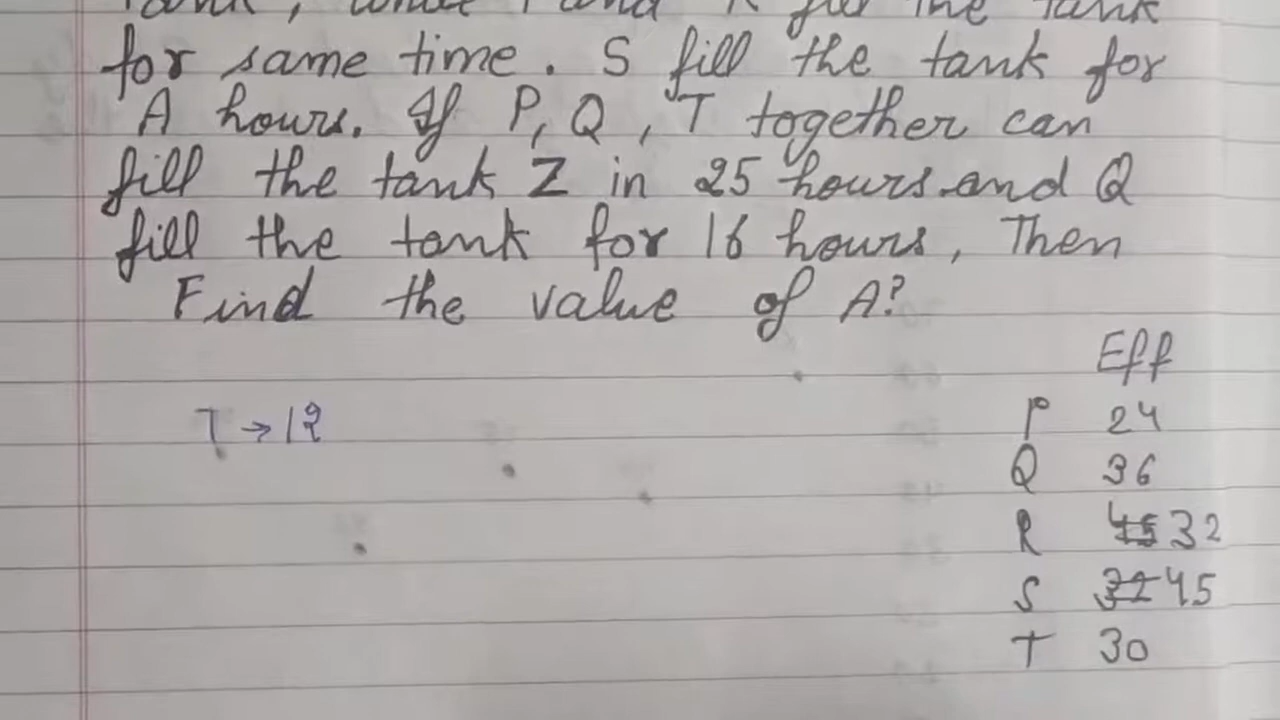 for same time. S fill the tank for
A hours. If P, Q, T together can
fill the tank Z in 25 hours and Q
fill the tank for 16 hours, Then
Find the value of A?
Eff
T → 12
P 24
Q 36
R 45 32
S 32 45
T 30